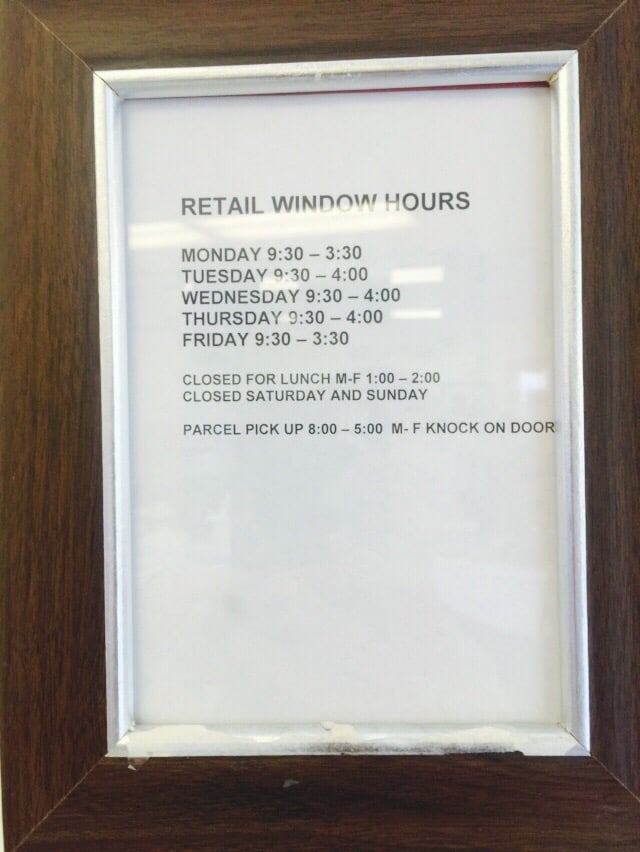 RETAIL WINDOW HOURS
MONDAY 9:30 – 3:30
TUESDAY 9:30 – 4:00
WEDNESDAY 9:30 – 4:00
THURSDAY 9:30 – 4:00
FRIDAY 9:30 – 3:30
CLOSED FOR LUNCH M-F 1:00 – 2:00
CLOSED SATURDAY AND SUNDAY
PARCEL PICK UP 8:00 – 5:00 M- F KNOCK ON DOOR